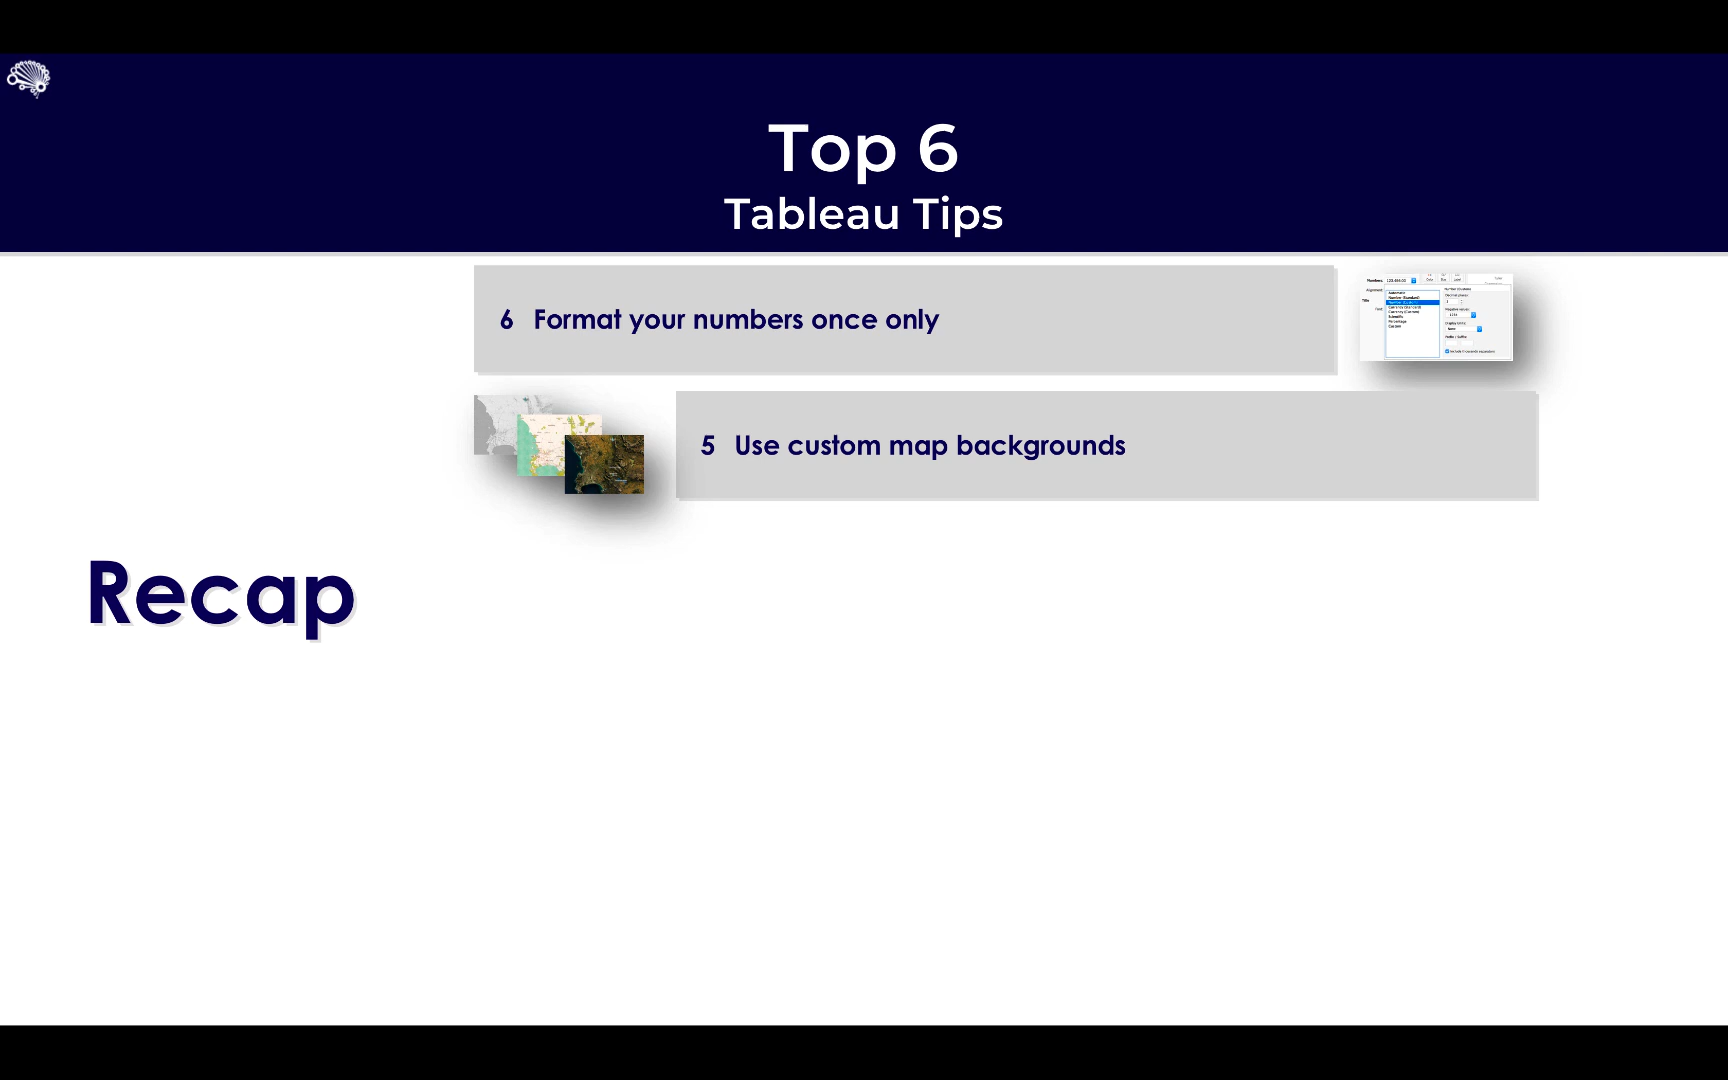 Top 6
Tableau Tips
6 Format your numbers once only
5 Use custom map backgrounds
Recap